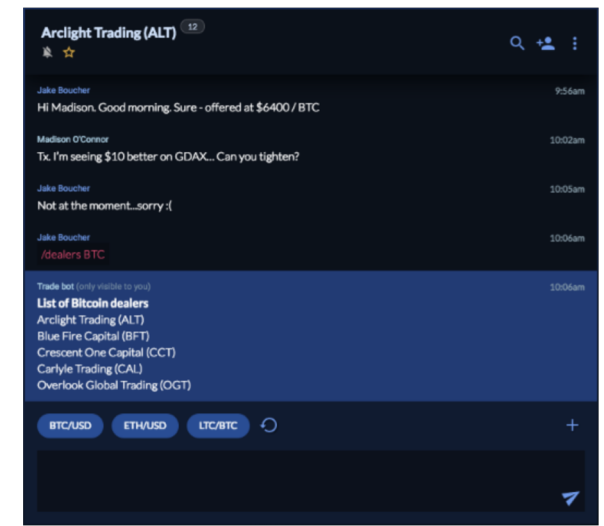 Arclight Trading (ALT) 12
Jake Boucher 9:56am
Hi Madison. Good morning. Sure - offered at $6400 / BTC
Madison O'Connor 10:02am
Tx. I'm seeing $10 better on GDAX... Can you tighten?
Jake Boucher 10:05am
Not at the moment...sorry :(
Jake Boucher 10:06am
/dealers BTC
Trade bot (only visible to you) 10:06am
List of Bitcoin dealers
Arclight Trading (ALT)
Blue Fire Capital (BFT)
Crescent One Capital (CCT)
Carlyle Trading (CAL)
Overlook Global Trading (OGT)
BTC/USD ETH/USD LTC/BTC